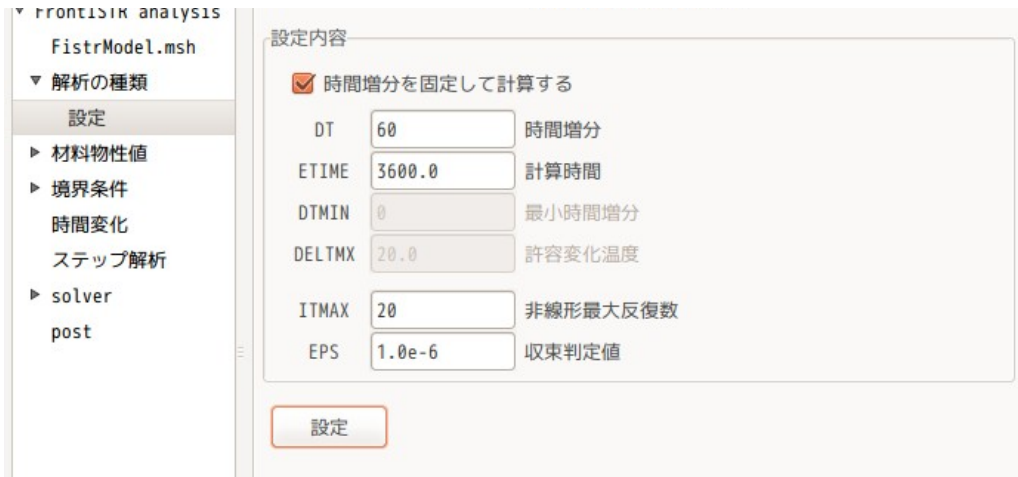 FrontISTR analysis
FistrModel.msh
解析の種類
設定
材料物性値
境界条件
時間変化
ステップ解析
solver
post
設定内容
時間増分を固定して計算する
DT 60 時間増分
ETIME 3600.0 計算時間
DTMIN 0 最小時間増分
DELTMX 20.0 許容変化温度
ITMAX 20 非線形最大反復数
EPS 1.0e-6 収束判定値
設定